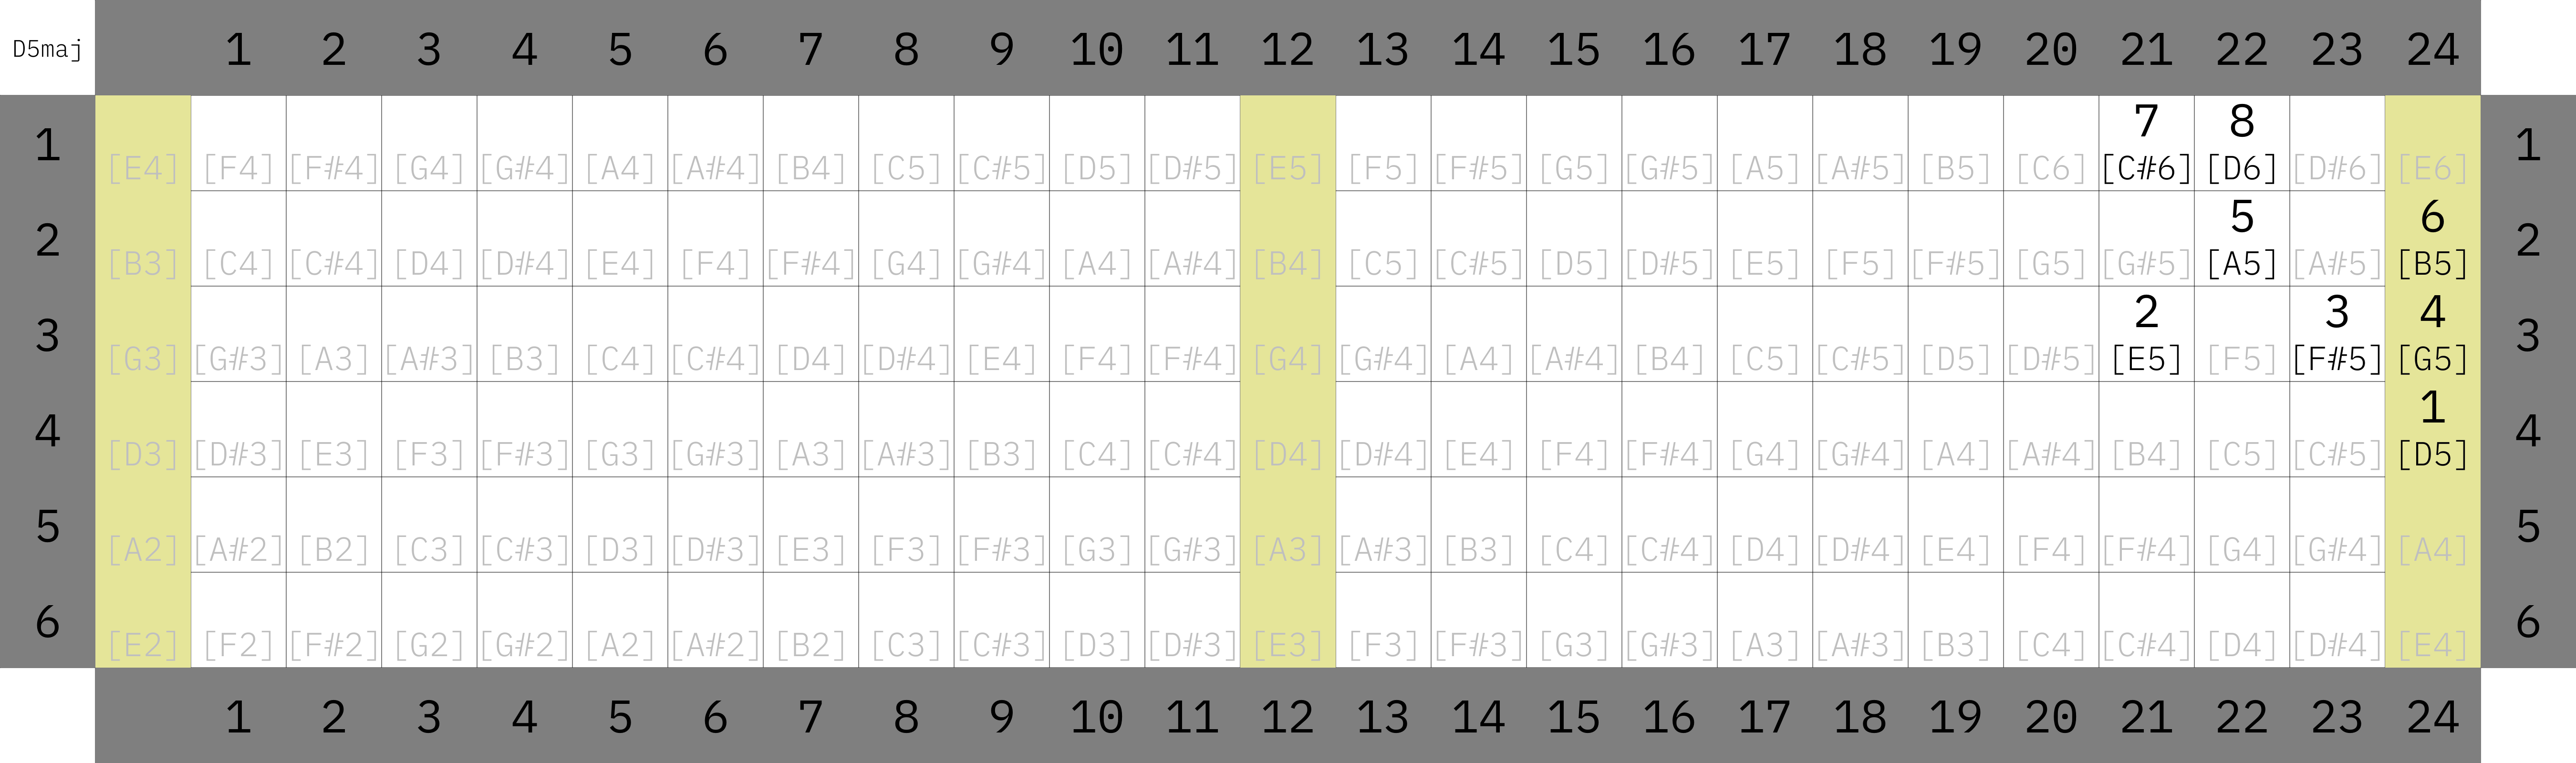 D5maj 1 2 3 4 5 6 7 8 9 10 11 12 13 14 15 16 17 18 19 20 21 22 23 24
7 8
1 [E4] [F4] [F#4] [G4] [G#4] [A4] [A#4] [B4] [C5] [C#5] [D5] [D#5] [E5] [F5] [F#5] [G5] [G#5] [A5] [A#5] [B5] [C6] [C#6] [D6] [D#6] [E6] 1
5 6
2 [B3] [C4] [C#4] [D4] [D#4] [E4] [F4] [F#4] [G4] [G#4] [A4] [A#4] [B4] [C5] [C#5] [D5] [D#5] [E5] [F5] [F#5] [G5] [G#5] [A5] [A#5] [B5] 2
2 3 4
3 [G3] [G#3] [A3] [A#3] [B3] [C4] [C#4] [D4] [D#4] [E4] [F4] [F#4] [G4] [G#4] [A4] [A#4] [B4] [C5] [C#5] [D5] [D#5] [E5] [F5] [F#5] [G5] 3
1
4 [D3] [D#3] [E3] [F3] [F#3] [G3] [G#3] [A3] [A#3] [B3] [C4] [C#4] [D4] [D#4] [E4] [F4] [F#4] [G4] [G#4] [A4] [A#4] [B4] [C5] [C#5] [D5] 4
5 [A2] [A#2] [B2] [C3] [C#3] [D3] [D#3] [E3] [F3] [F#3] [G3] [G#3] [A3] [A#3] [B3] [C4] [C#4] [D4] [D#4] [E4] [F4] [F#4] [G4] [G#4] [A4] 5
6 [E2] [F2] [F#2] [G2] [G#2] [A2] [A#2] [B2] [C3] [C#3] [D3] [D#3] [E3] [F3] [F#3] [G3] [G#3] [A3] [A#3] [B3] [C4] [C#4] [D4] [D#4] [E4] 6
1 2 3 4 5 6 7 8 9 10 11 12 13 14 15 16 17 18 19 20 21 22 23 24